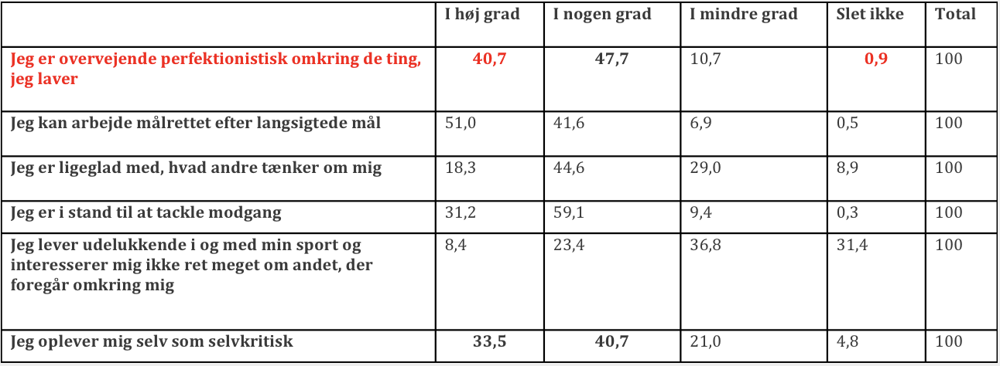 I høj grad I nogen grad I mindre grad Slet ikke Total
Jeg er overvejende perfektionistisk omkring de ting, 40,7 47,7 10,7 0,9 100
jeg laver
Jeg kan arbejde målrettet efter langsigtede mål 51,0 41,6 6,9 0,5 100
Jeg er ligeglad med, hvad andre tænker om mig 18,3 44,6 29,0 8,9 100
Jeg er i stand til at tackle modgang 31,2 59,1 9,4 0,3 100
Jeg lever udelukkende i og med min sport og 8,4 23,4 36,8 31,4 100
interesserer mig ikke ret meget om andet, der
foregår omkring mig
Jeg oplever mig selv som selvkritisk 33,5 40,7 21,0 4,8 100